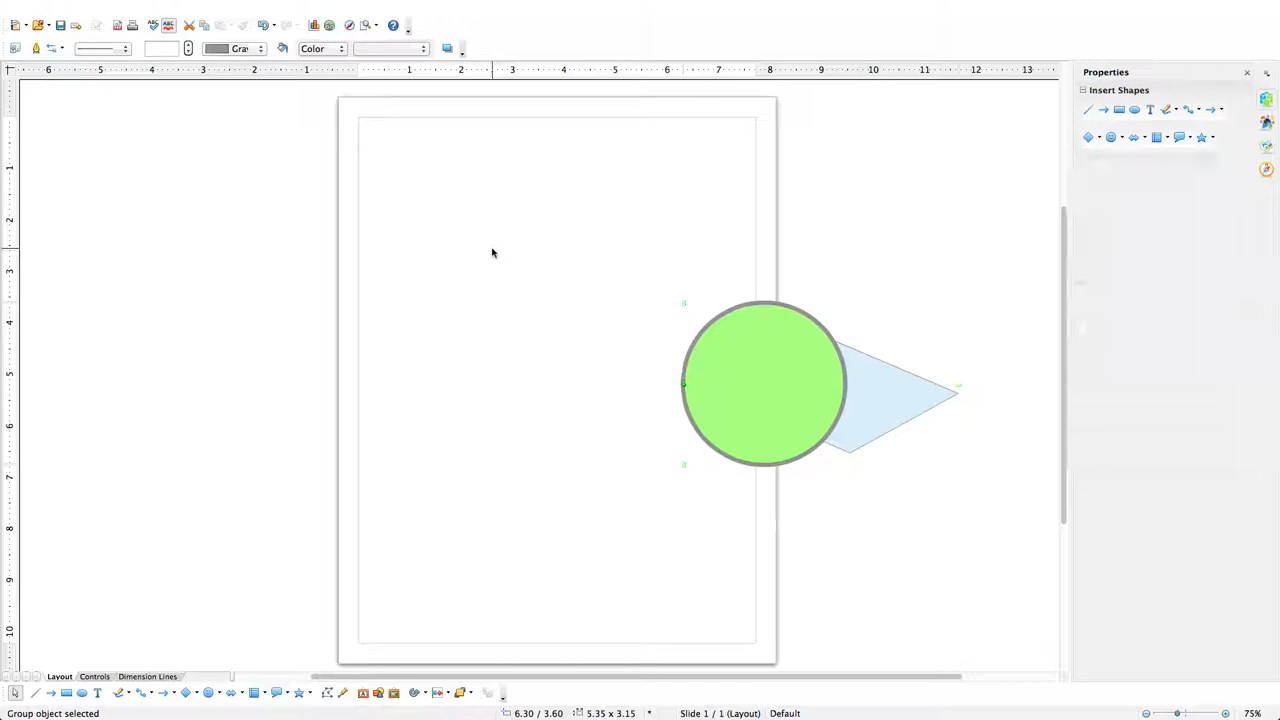 Gray
Color
6 5 4 3 2 1 1 2 3 4 5 6 7 8 9 10 11 12 13
Properties
Insert Shapes
1
2
3
4
5
6
7
8
9
10
Layout Controls Dimension Lines
Group object selected 6.30 / 3.60 5.35 x 3.15 * Slide 1 / 1 (Layout) Default 75%